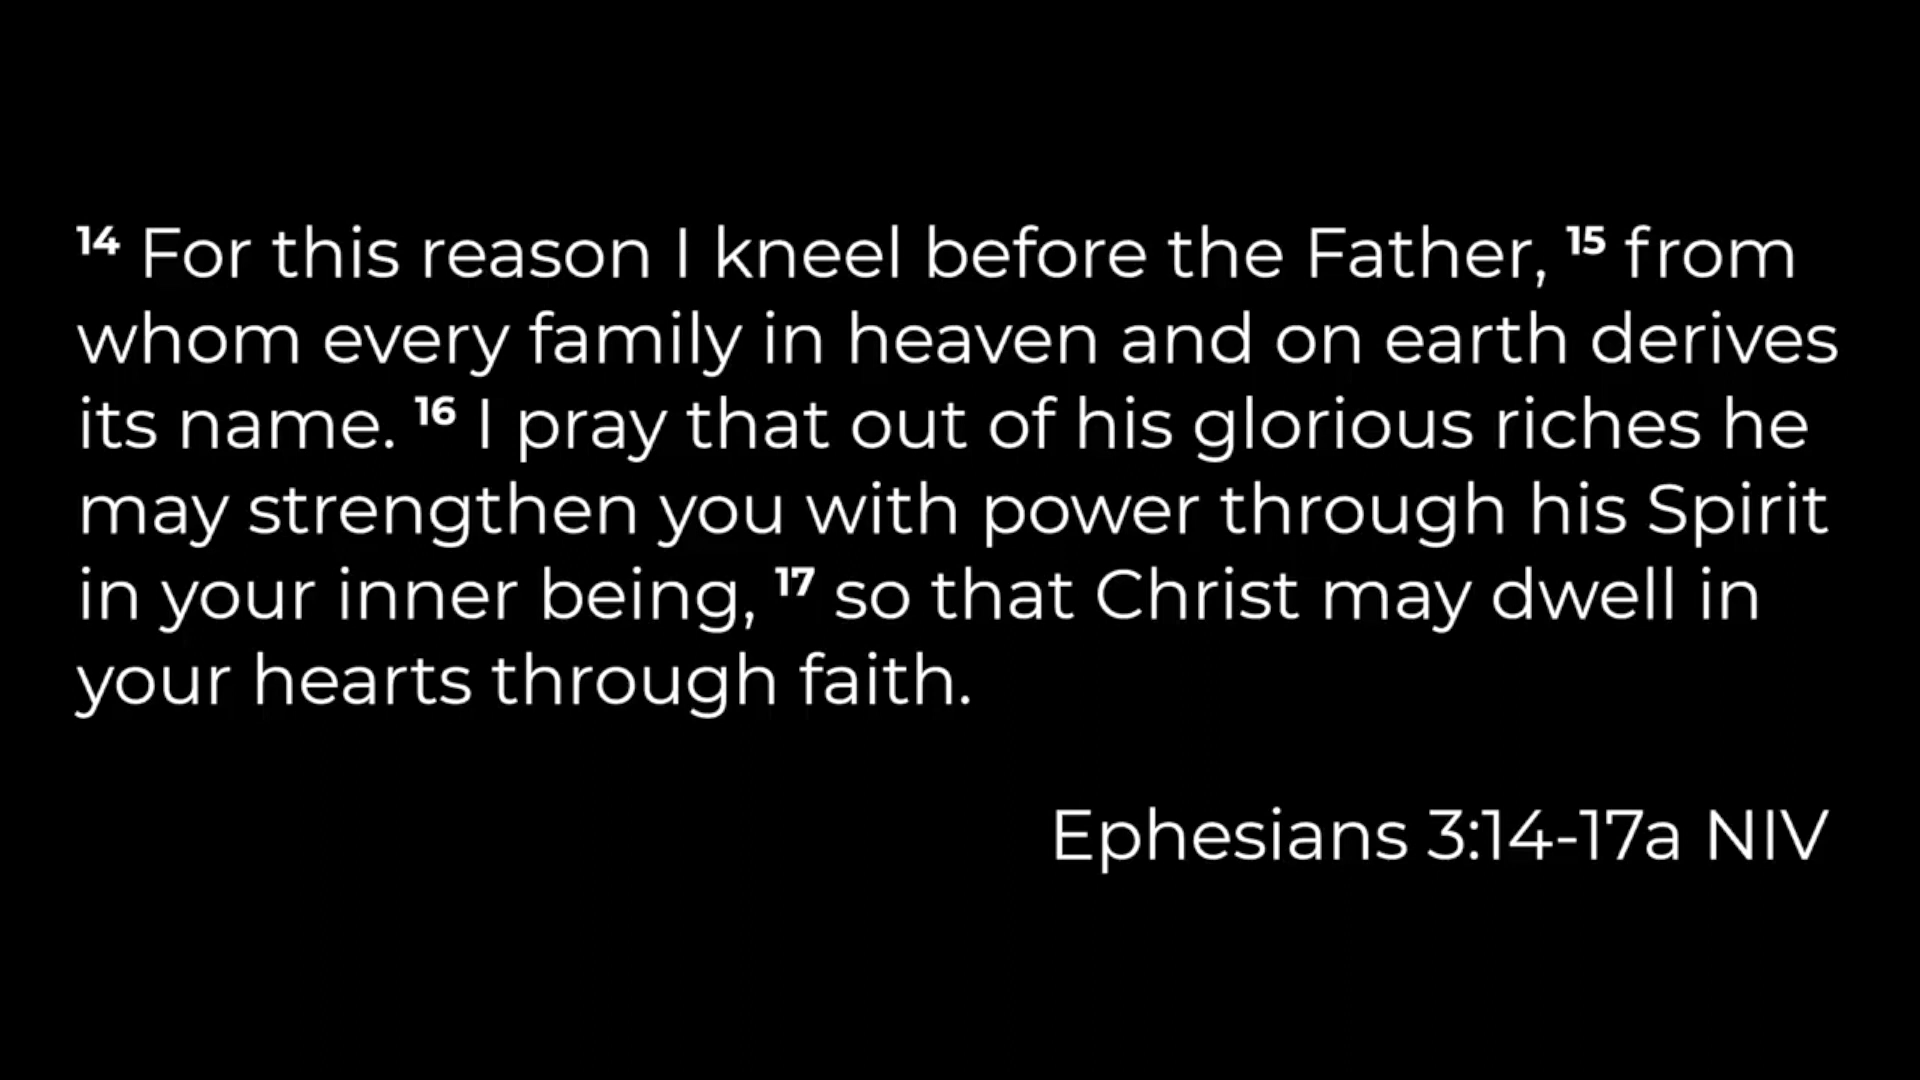 14 For this reason I kneel before the Father, 15 from
whom every family in heaven and on earth derives
its name. 16 I pray that out of his glorious riches he
may strengthen you with power through his Spirit
in your inner being, 17 so that Christ may dwell in
your hearts through faith.
Ephesians 3:14-17a NIV